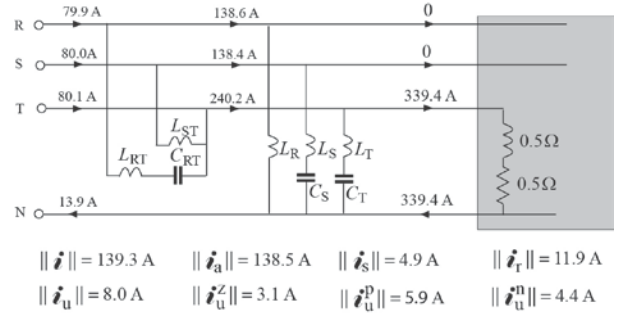 R 79.9 A 138.6 A 0
S 80.0A 138.4 A 0
T 80.1 A 240.2 A 339.4 A
L_ST
L_RT C_RT
L_R L_S L_T
C_S C_T
0.5Ω
0.5Ω
N 13.9 A 339.4 A
|| i || = 139.3 A || i_a || = 138.5 A || i_s || = 4.9 A || i_r || = 11.9 A
|| i_u || = 8.0 A || i_u^z || = 3.1 A || i_u^p || = 5.9 A || i_u^n || = 4.4 A